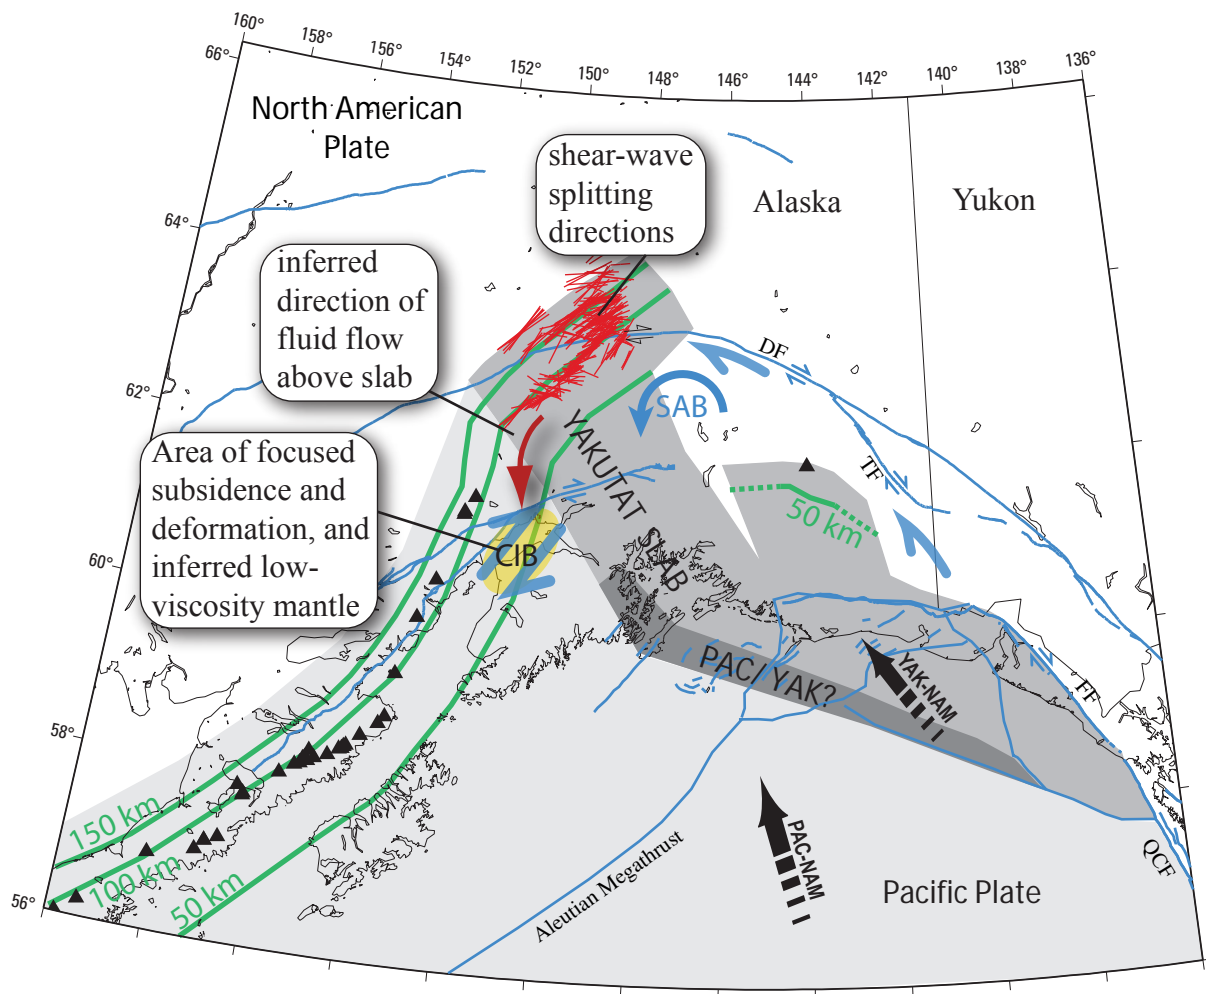 160°
158°
156°
154°
152°
150°
148°
146°
144°
142°
140°
138°
136°
66°
64°
62°
60°
58°
56°
North American
Plate
shear-wave
splitting
directions
Alaska
Yukon
inferred
direction of
fluid flow
above slab
DF
SAB
TF
Area of focused
subsidence and
deformation, and
inferred low-
viscosity mantle
YAKUTAT SLAB
50 km
CIB
PAC/YAK?
YAK-NAM
FF
150 km
100 km
50 km
PAC-NAM
Aleutian Megathrust
QCF
Pacific Plate